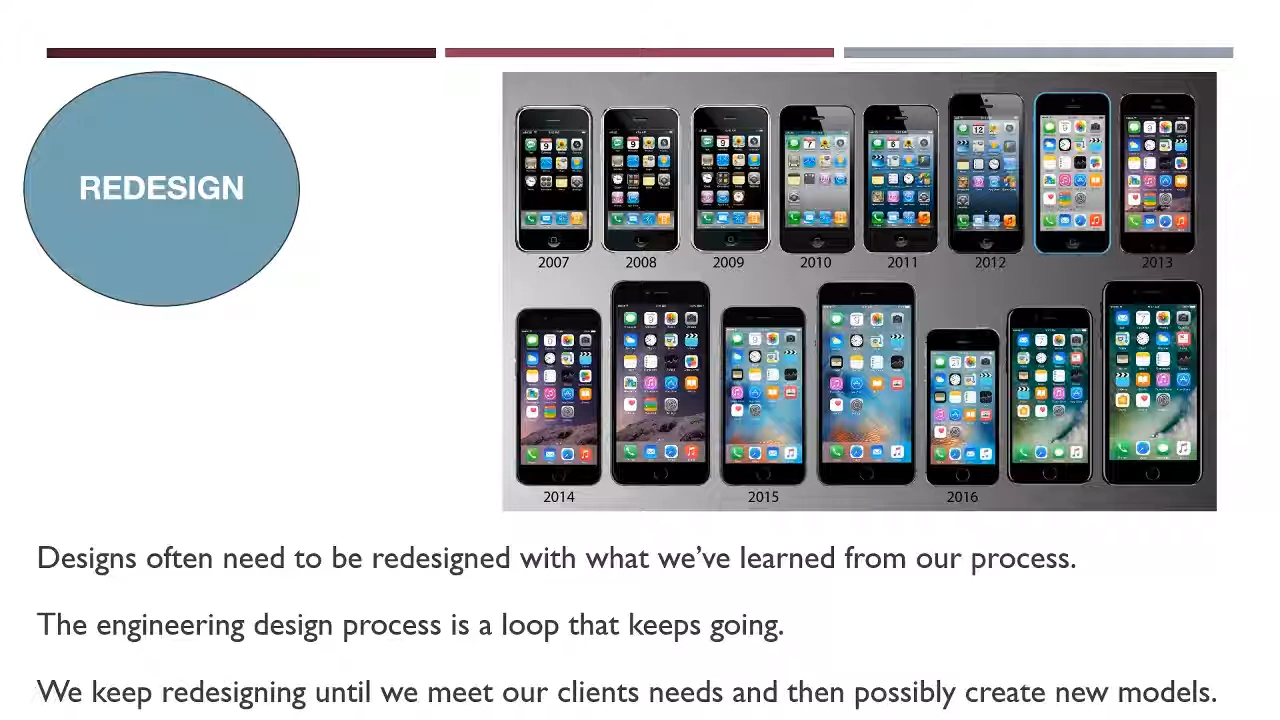 REDESIGN
2007 2008 2009 2010 2011 2012 2013
2014 2015 2016
Designs often need to be redesigned with what we’ve learned from our process.
The engineering design process is a loop that keeps going.
We keep redesigning until we meet our clients needs and then possibly create new models.